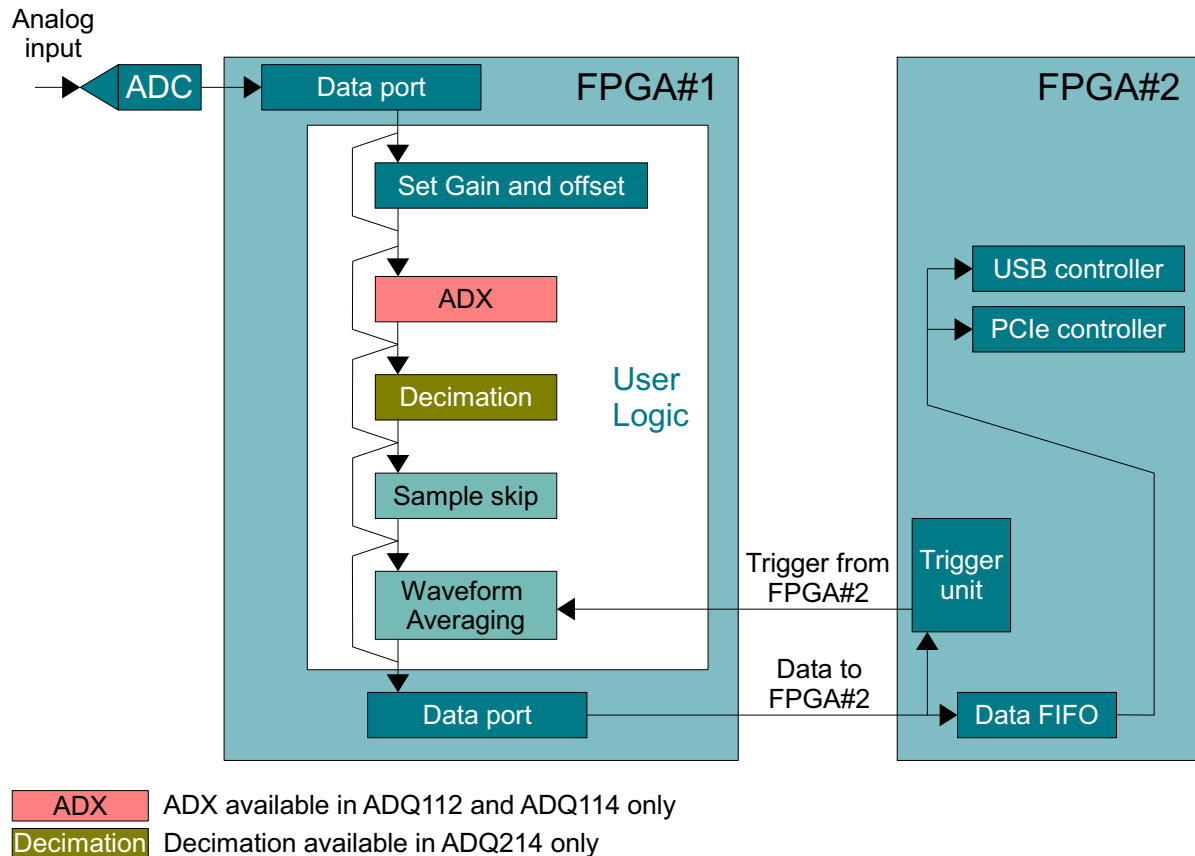 Analog
input
ADC
Data port
FPGA#1
FPGA#2
Set Gain and offset
ADX
Decimation
User
Logic
Sample skip
Waveform
Averaging
Data port
Trigger from
FPGA#2
Data to
FPGA#2
USB controller
PCIe controller
Trigger
unit
Data FIFO
ADX ADX available in ADQ112 and ADQ114 only
Decimation Decimation available in ADQ214 only